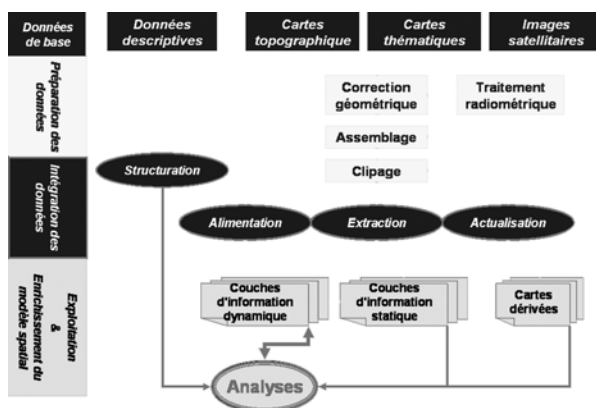 Données
de base
Données
descriptives
Cartes
topographique
Cartes
thématiques
Images
satellitaires
Préparation des
données
Correction
géométrique
Traitement
radiométrique
Assemblage
Clipage
Intégration des
données
Structuration
Alimentation
Extraction
Actualisation
Exploitation
&
Enrichissement du
modèle spatial
Couches
d'information
dynamique
Couches
d'information
statique
Cartes
dérivées
Analyses